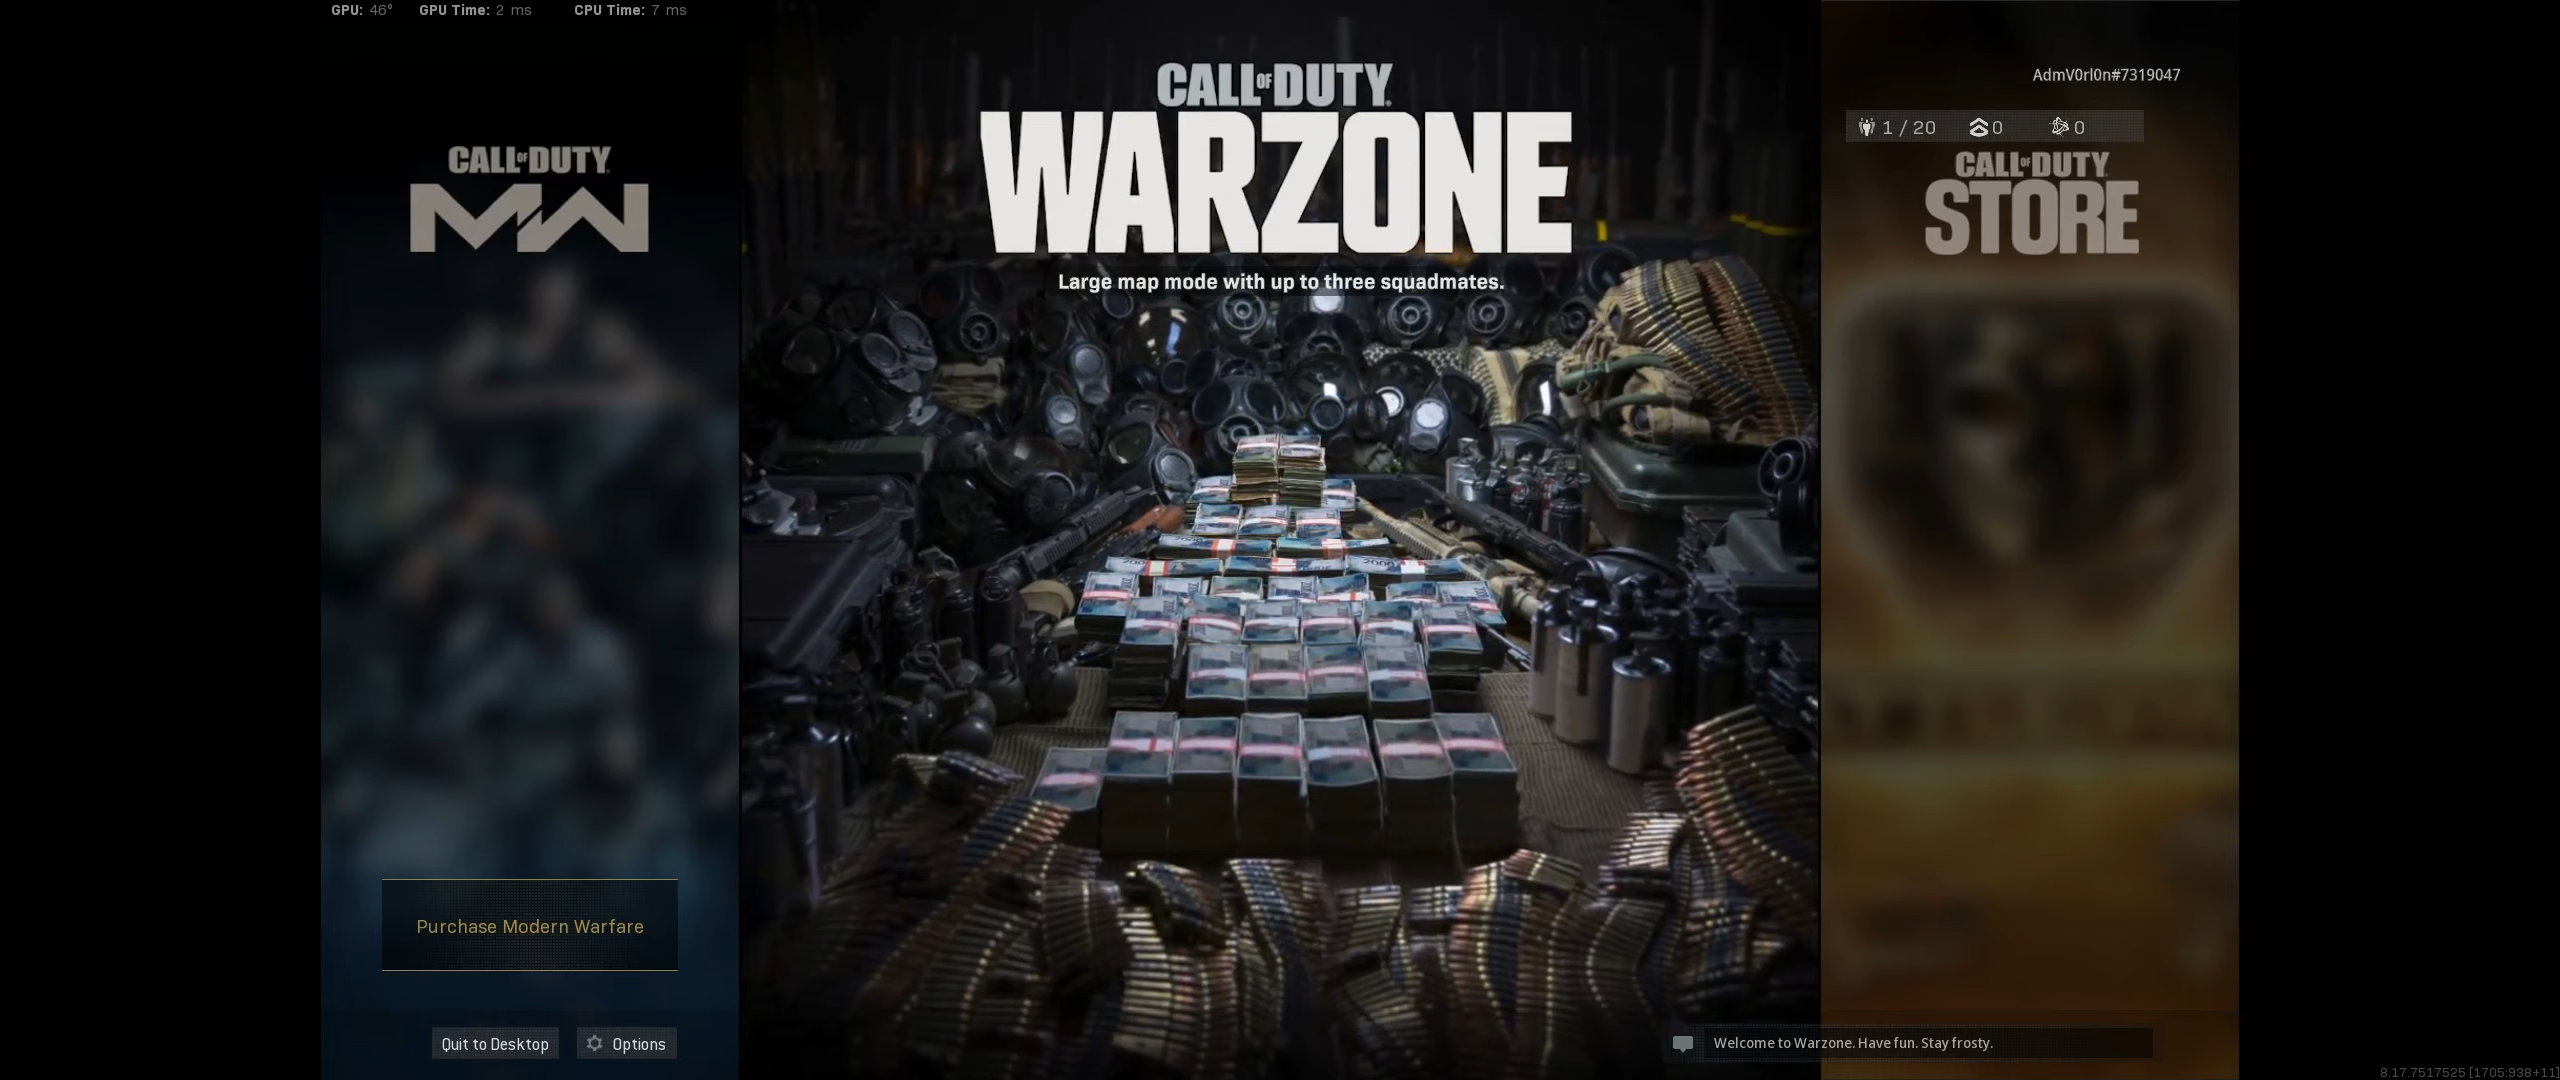 GPU: 46° GPU Time: 2 ms CPU Time: 7 ms
CALL OF DUTY
MW
Purchase Modern Warfare
Quit to Desktop
Options
CALL OF DUTY
WARZONE
Large map mode with up to three squadmates.
AdmV0rl0n#7319047
1 / 20 0 0
CALL OF DUTY
STORE
Welcome to Warzone. Have fun. Stay frosty.
8.17.7517525 [1705:938+11]